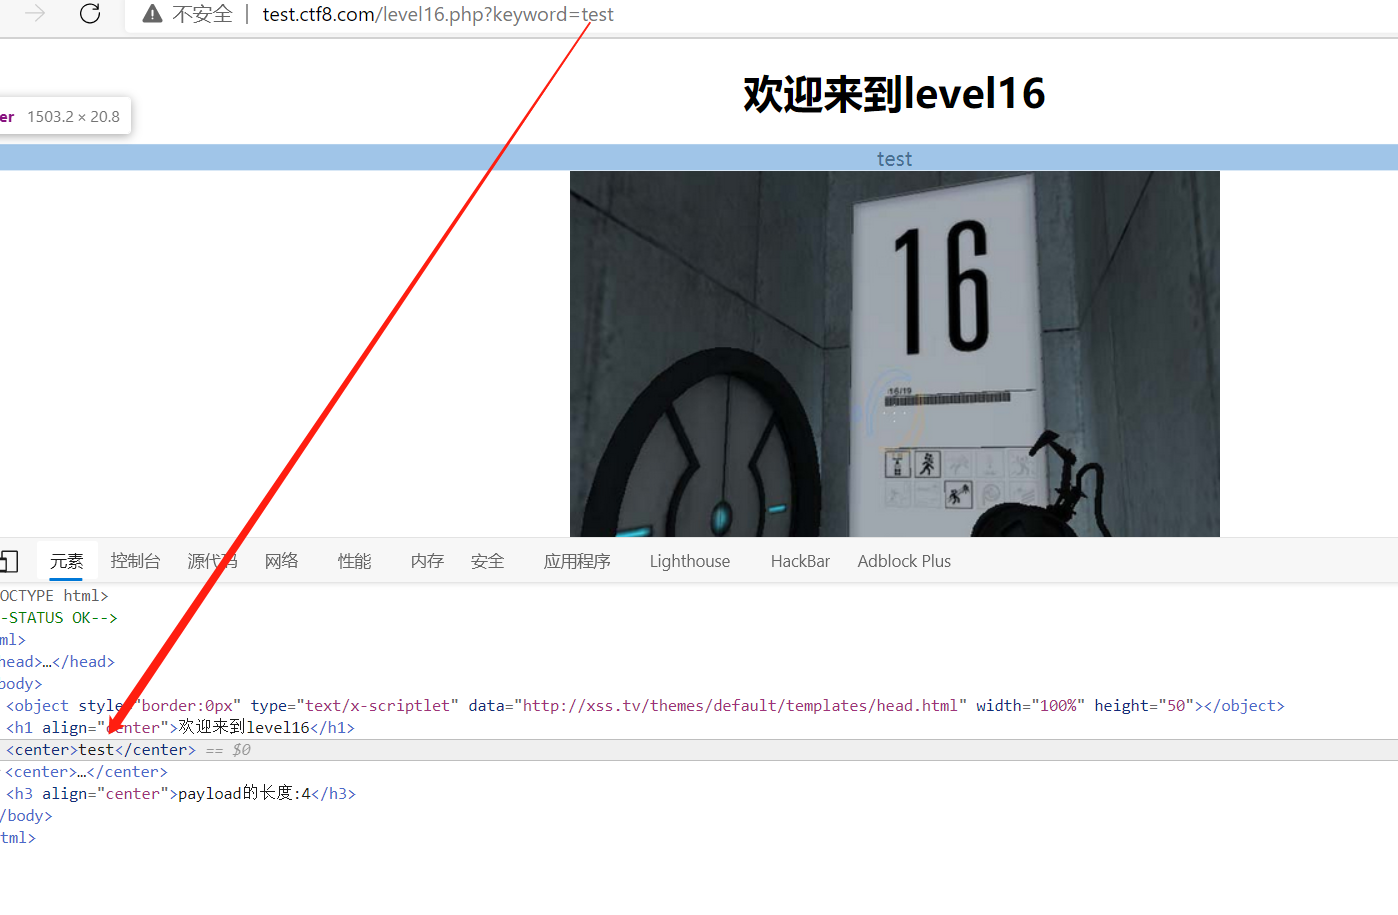 不安全 | test.ctf8.com/level16.php?keyword=test
欢迎来到level16
er 1503.2 × 20.8
test
16
16/19
元素 控制台 源代码 网络 性能 内存 安全 应用程序 Lighthouse HackBar Adblock Plus
OCTYPE html>
-STATUS OK-->
ml>
head>…</head>
body>
<object style="border:0px" type="text/x-scriptlet" data="http://xss.tv/themes/default/templates/head.html" width="100%" height="50"></object>
<h1 align="center">欢迎来到level16</h1>
<center>test</center> == $0
<center>…</center>
<h3 align="center">payload的长度:4</h3>
/body>
tml>